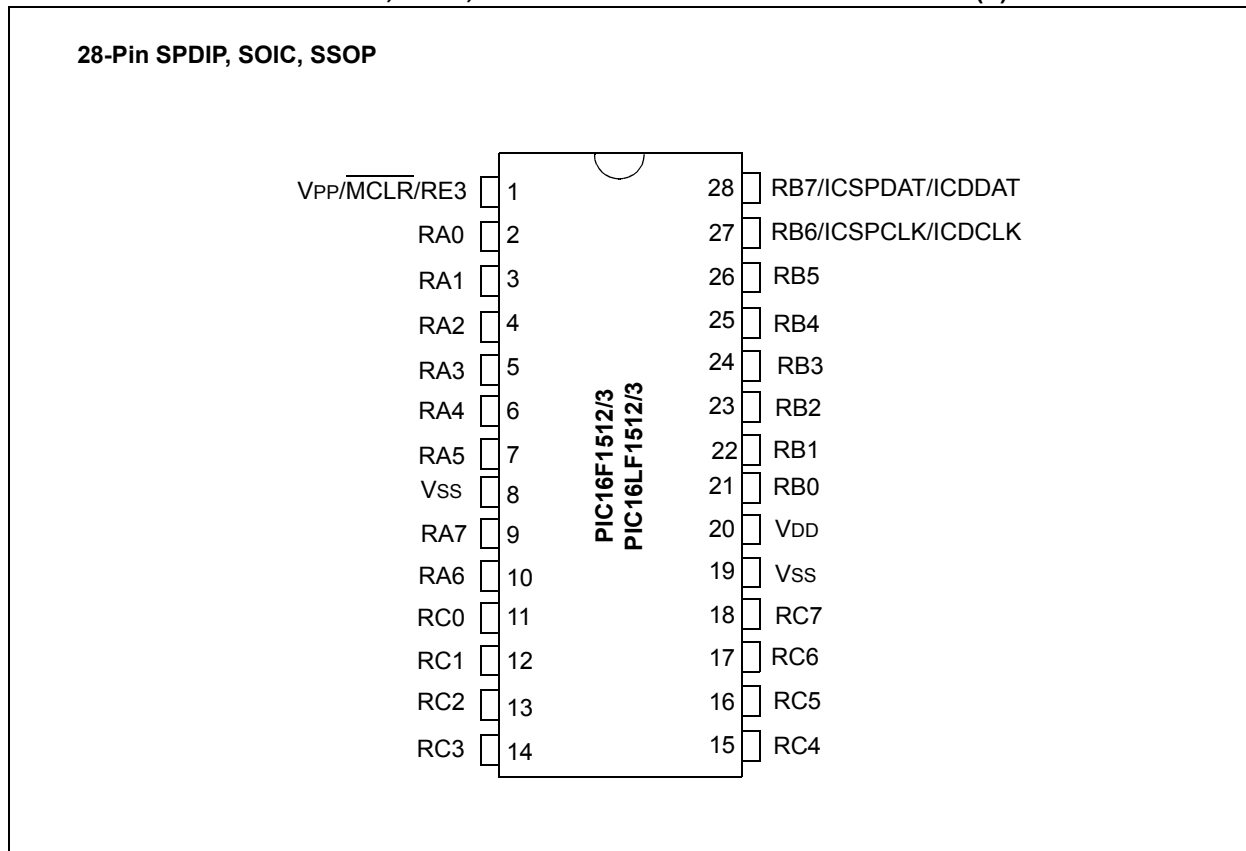 28-Pin SPDIP, SOIC, SSOP
VPP/MCLR/RE3 1 28 RB7/ICSPDAT/ICDDAT
RA0 2 27 RB6/ICSPCLK/ICDCLK
RA1 3 26 RB5
RA2 4 25 RB4
RA3 5 24 RB3
RA4 6 23 RB2
RA5 7 22 RB1
VSS 8 21 RB0
RA7 9 20 VDD
RA6 10 19 VSS
RC0 11 18 RC7
RC1 12 17 RC6
RC2 13 16 RC5
RC3 14 15 RC4
PIC16F1512/3
PIC16LF1512/3